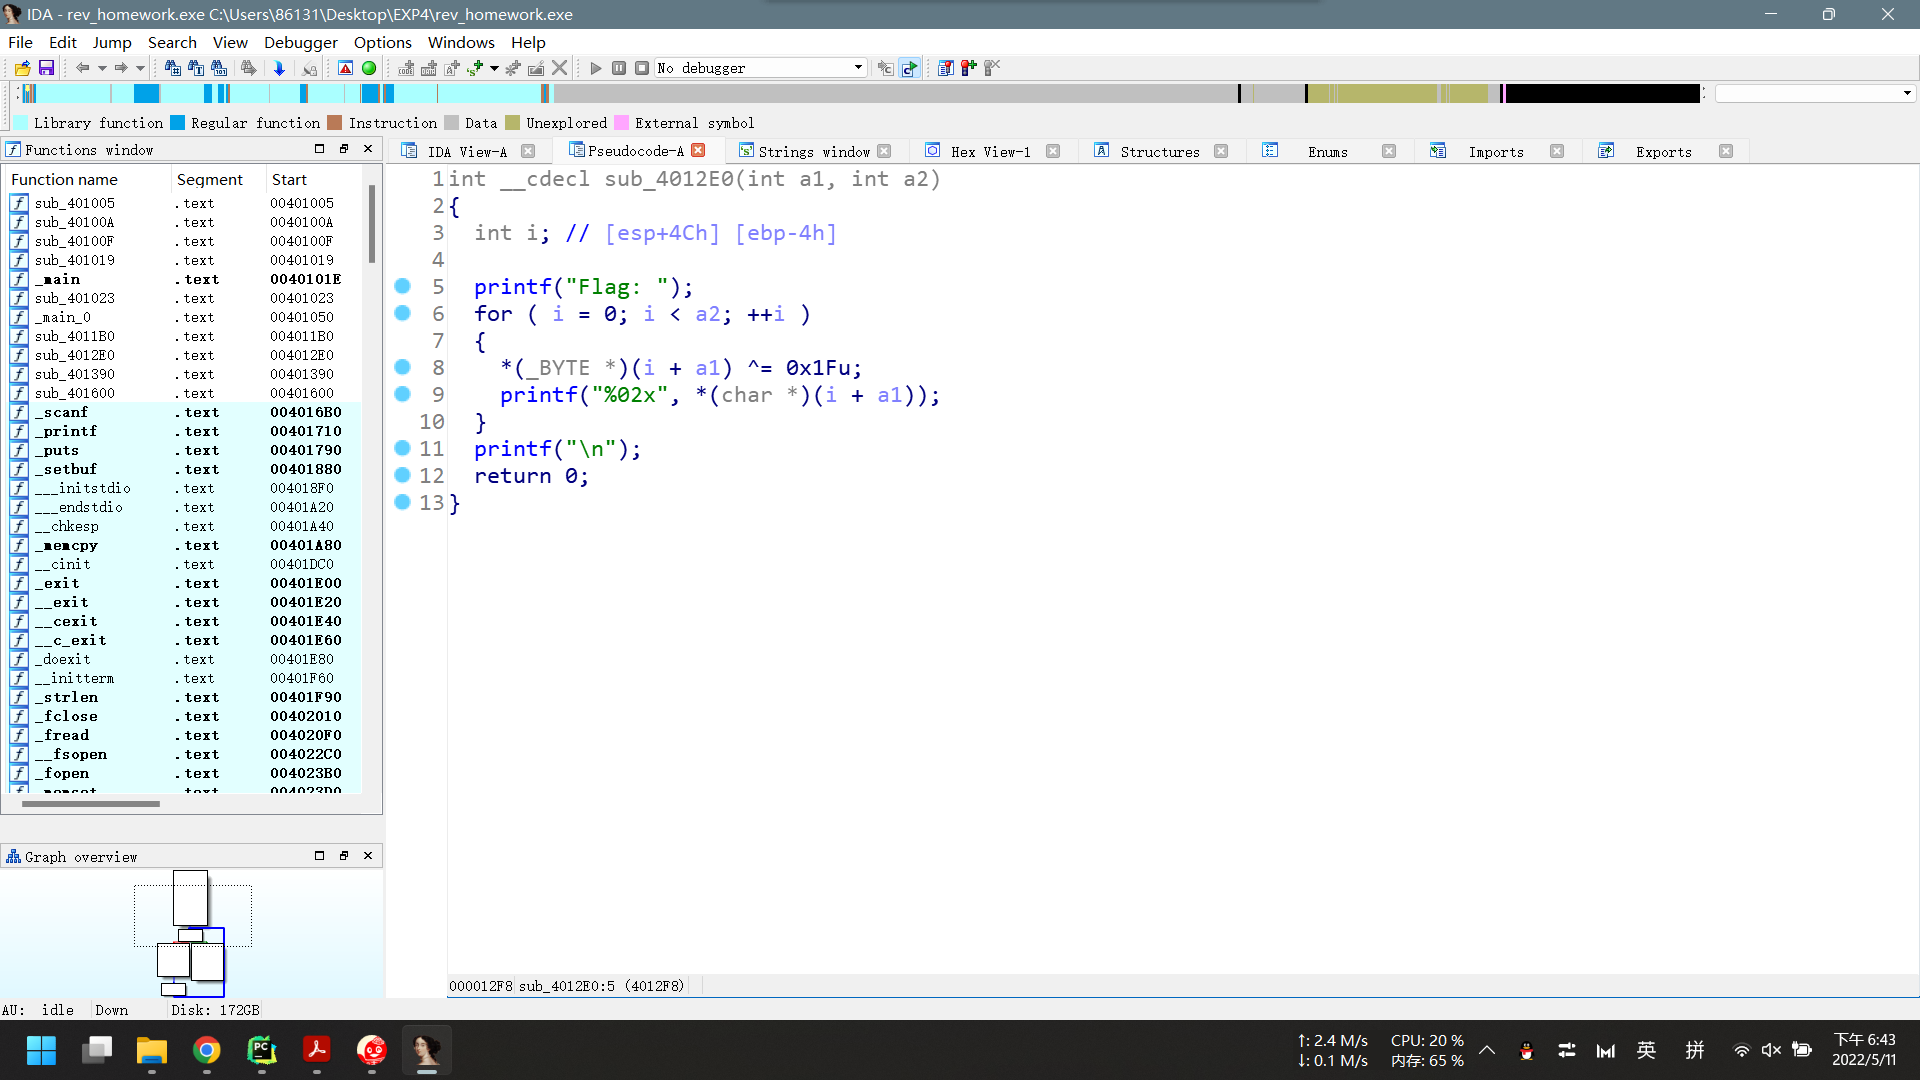 IDA - rev_homework.exe C:\Users\86131\Desktop\EXP4\rev_homework.exe
File Edit Jump Search View Debugger Options Windows Help
No debugger
Library function Regular function Instruction Data Unexplored External symbol
Functions window
IDA View-A Pseudocode-A Strings window Hex View-1 Structures Enums Imports Exports
Function name Segment Start
sub_401005 .text 00401005
sub_40100A .text 0040100A
sub_40100F .text 0040100F
sub_401019 .text 00401019
_main .text 0040101E
sub_401023 .text 00401023
_main_0 .text 00401050
sub_4011B0 .text 004011B0
sub_4012E0 .text 004012E0
sub_401390 .text 00401390
sub_401600 .text 00401600
_scanf .text 004016B0
_printf .text 00401710
_puts .text 00401790
_setbuf .text 00401880
___initstdio .text 004018F0
___endstdio .text 00401A20
__chkesp .text 00401A40
_memcpy .text 00401A80
__cinit .text 00401DC0
_exit .text 00401E00
__exit .text 00401E20
__cexit .text 00401E40
__c_exit .text 00401E60
_doexit .text 00401E80
__initterm .text 00401F60
_strlen .text 00401F90
_fclose .text 00402010
_fread .text 004020F0
__fsopen .text 004022C0
_fopen .text 004023B0
_memset .text 004023D0
1 int __cdecl sub_4012E0(int a1, int a2)
2 {
3 int i; // [esp+4Ch] [ebp-4h]
4
5 printf("Flag: ");
6 for ( i = 0; i < a2; ++i )
7 {
8 *(_BYTE *)(i + a1) ^= 0x1Fu;
9 printf("%02x", *(char *)(i + a1));
10 }
11 printf("\n");
12 return 0;
13 }
000012F8 sub_4012E0:5 (4012F8)
Graph overview
AU: idle Down Disk: 172GB
↑: 2.4 M/s CPU: 20 %
↓: 0.1 M/s 内存: 65 %
英 拼
下午 6:43
2022/5/11